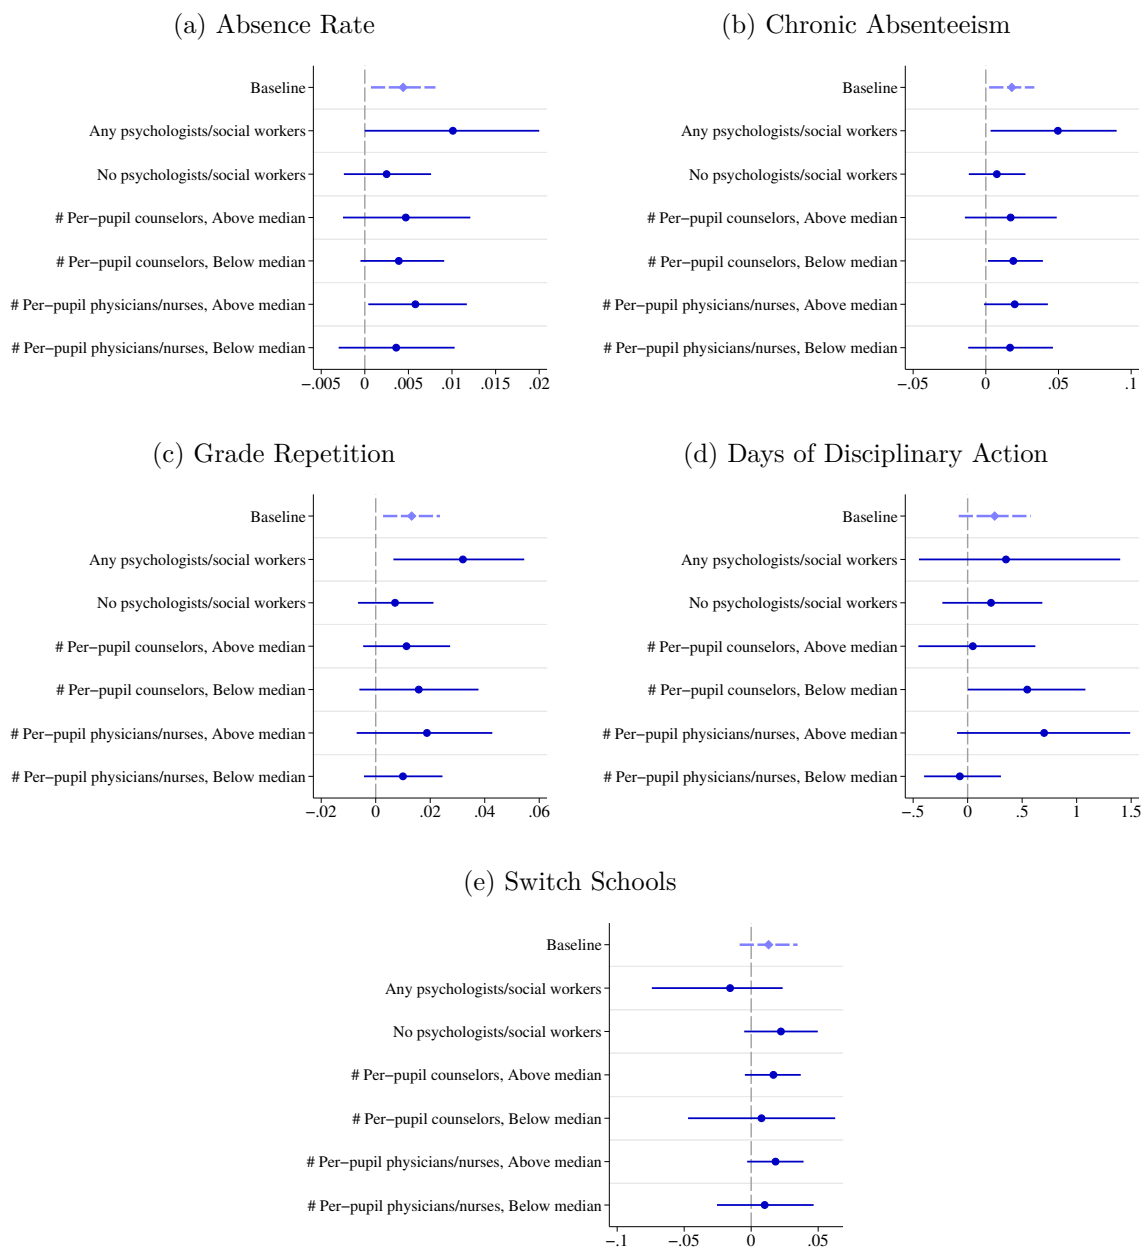 (a) Absence Rate
Baseline
Any psychologists/social workers
No psychologists/social workers
# Per−pupil counselors, Above median
# Per−pupil counselors, Below median
# Per−pupil physicians/nurses, Above median
# Per−pupil physicians/nurses, Below median
−.005 0 .005 .010 .015 .02
(b) Chronic Absenteeism
Baseline
Any psychologists/social workers
No psychologists/social workers
# Per−pupil counselors, Above median
# Per−pupil counselors, Below median
# Per−pupil physicians/nurses, Above median
# Per−pupil physicians/nurses, Below median
−.05 0 .05 .1
(c) Grade Repetition
Baseline
Any psychologists/social workers
No psychologists/social workers
# Per−pupil counselors, Above median
# Per−pupil counselors, Below median
# Per−pupil physicians/nurses, Above median
# Per−pupil physicians/nurses, Below median
−.02 0 .02 .04 .06
(d) Days of Disciplinary Action
Baseline
Any psychologists/social workers
No psychologists/social workers
# Per−pupil counselors, Above median
# Per−pupil counselors, Below median
# Per−pupil physicians/nurses, Above median
# Per−pupil physicians/nurses, Below median
−.5 0 .5 1 1.5
(e) Switch Schools
Baseline
Any psychologists/social workers
No psychologists/social workers
# Per−pupil counselors, Above median
# Per−pupil counselors, Below median
# Per−pupil physicians/nurses, Above median
# Per−pupil physicians/nurses, Below median
−.1 −.05 0 .05